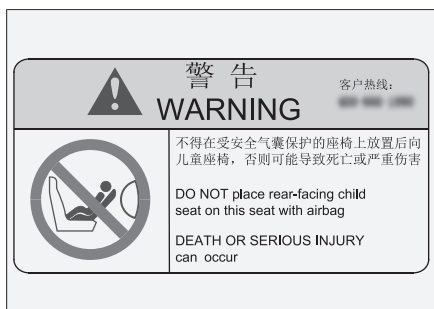 警告
WARNING
客户热线:
不得在受安全气囊保护的座椅上放置后向
儿童座椅，否则可能导致死亡或严重伤害
DO NOT place rear-facing child
seat on this seat with airbag
DEATH OR SERIOUS INJURY
can occur